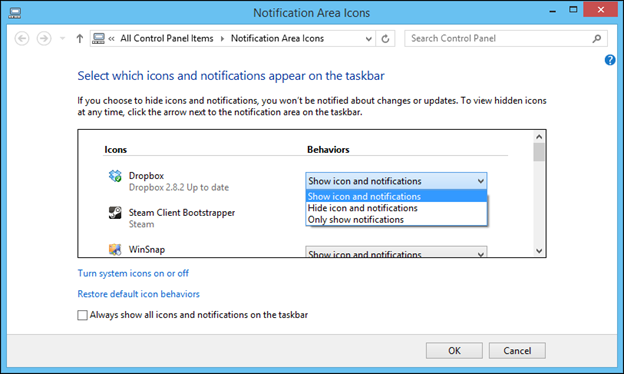 Notification Area Icons
All Control Panel Items Notification Area Icons Search Control Panel
Select which icons and notifications appear on the taskbar
If you choose to hide icons and notifications, you won't be notified about changes or updates. To view hidden icons
at any time, click the arrow next to the notification area on the taskbar.
Icons Behaviors
Dropbox Show icon and notifications
Dropbox 2.8.2 Up to date
Show icon and notifications
Hide icon and notifications
Only show notifications
Steam Client Bootstrapper
Steam
WinSnap Show icon and notifications
Turn system icons on or off
Restore default icon behaviors
Always show all icons and notifications on the taskbar
OK Cancel